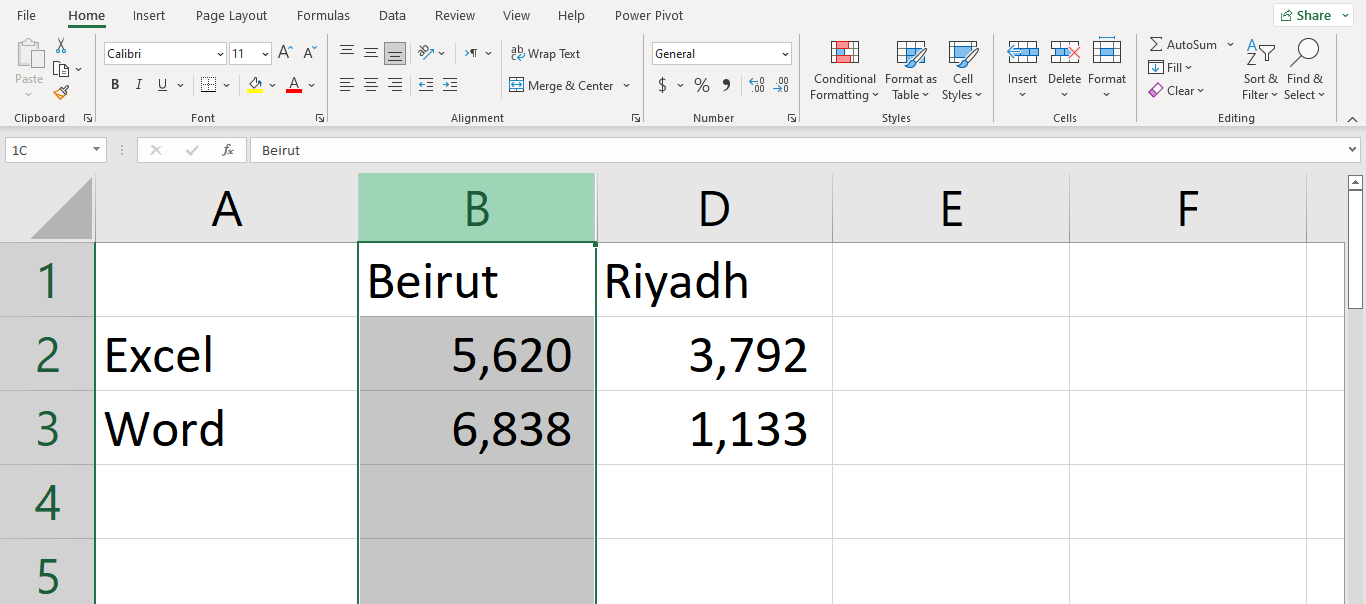 File Home Insert Page Layout Formulas Data Review View Help Power Pivot Share
Calibri 11 Wrap Text General AutoSum
Paste B I U Merge & Center $ % Conditional Formatting Format as Table Cell Styles Insert Delete Format Fill Clear Sort & Filter Find & Select
Clipboard Font Alignment Number Styles Cells Editing
1C fx Beirut
A B D E F
1 Beirut Riyadh
2 Excel 5,620 3,792
3 Word 6,838 1,133
4
5